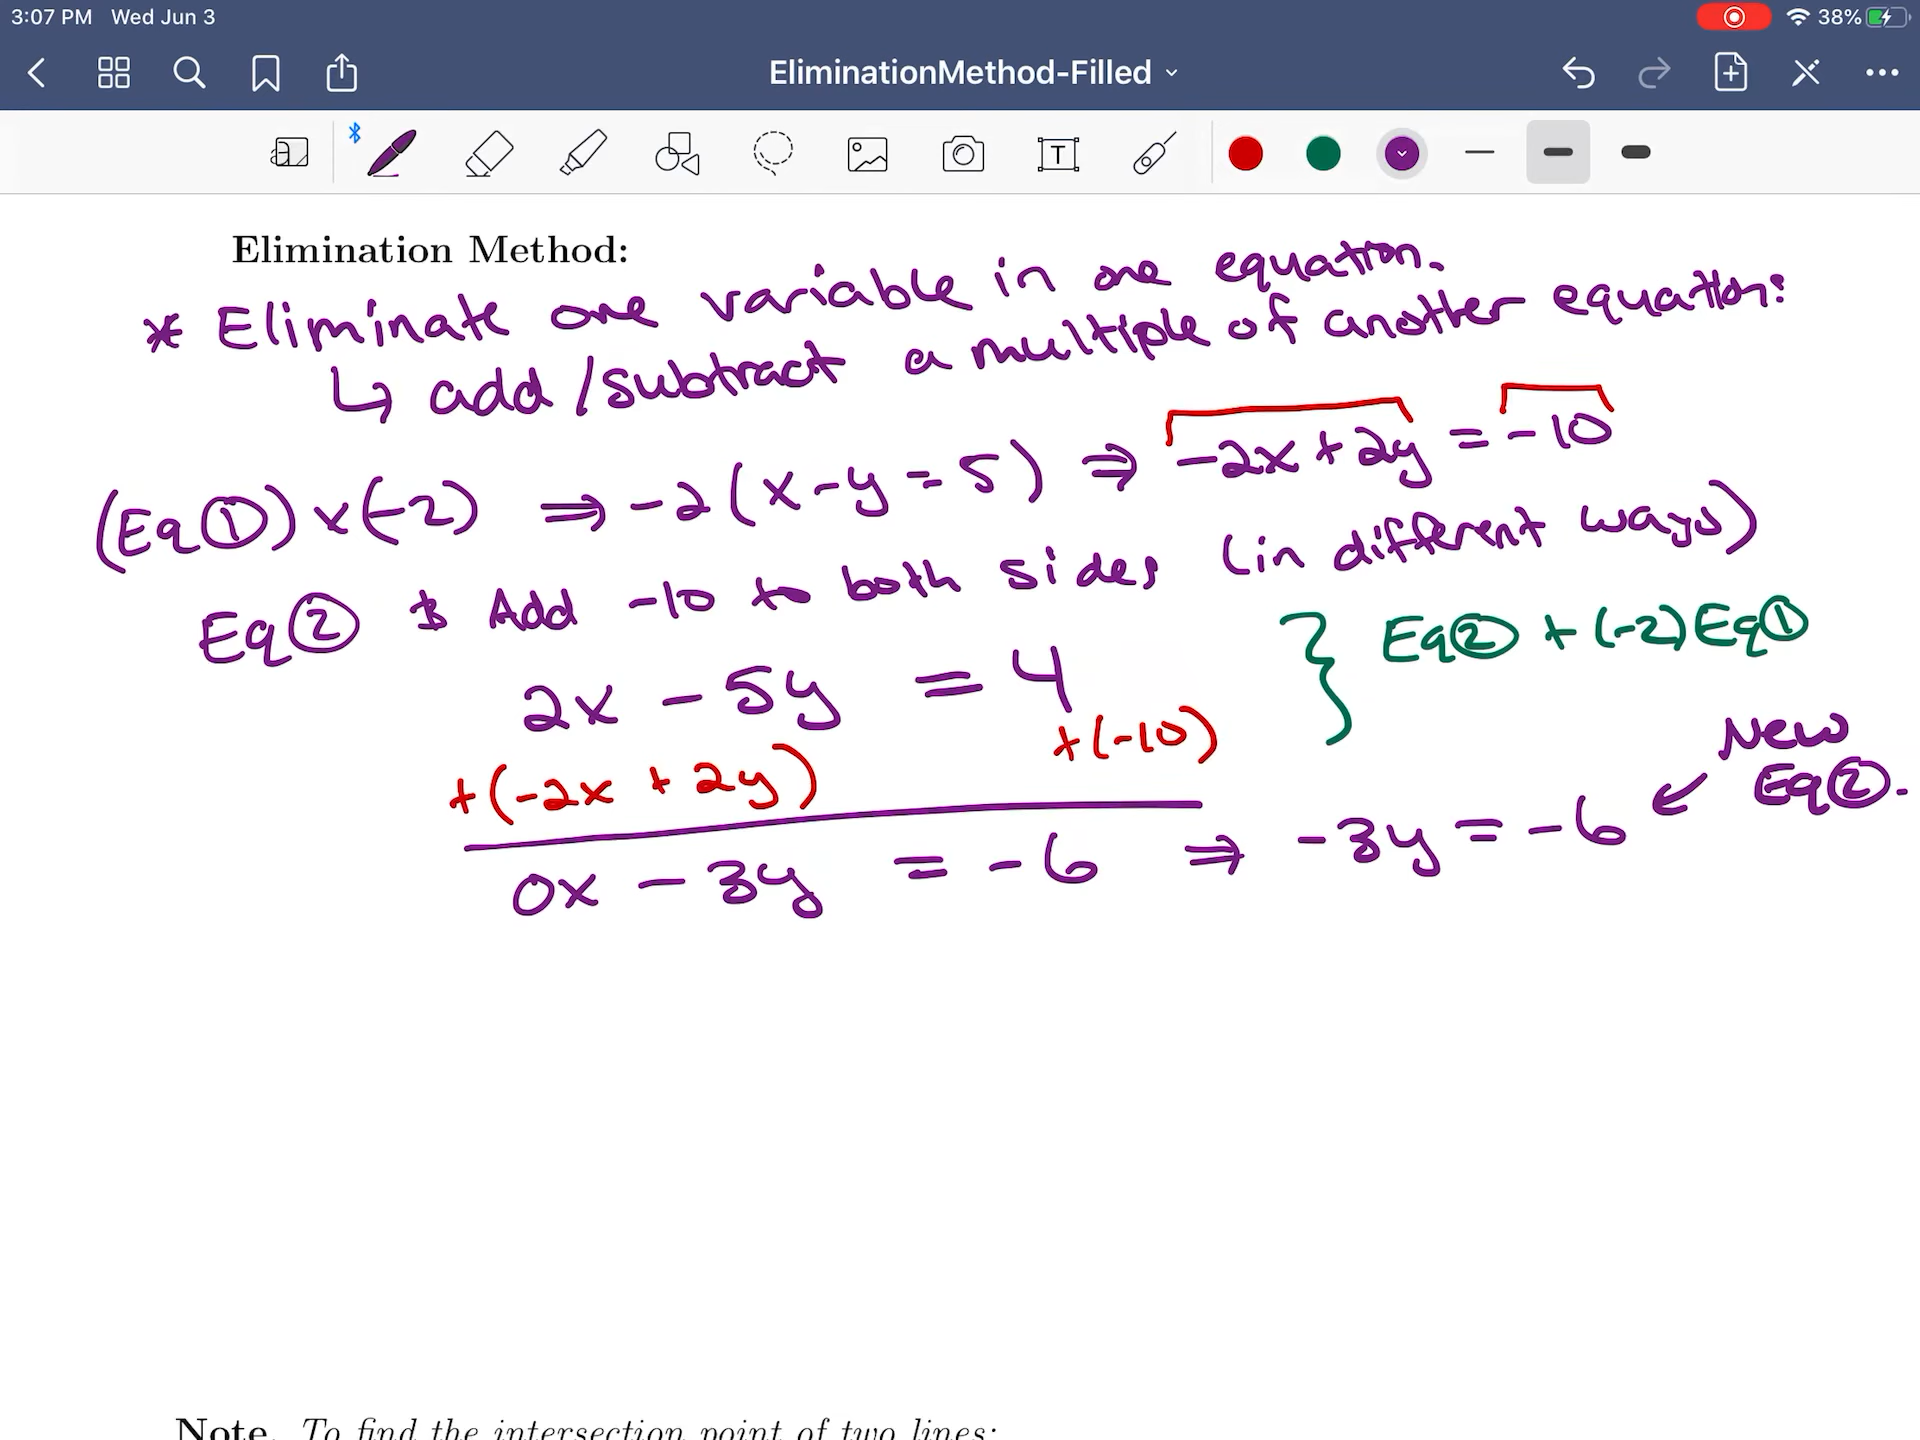 3:07 PM Wed Jun 3 38%
EliminationMethod-Filled
T
Elimination Method:
* Eliminate one variable in one equation.
↳ add/subtract a multiple of another equation:
(Eq①)×(-2) ⇒ -2(x-y=5) ⇒ -2x+2y=-10
Eq② & Add -10 to both sides (in different ways)
2x - 5y = 4 } Eq② + (-2)Eq①
+(-2x + 2y) +(-10)
0x - 3y = -6 ⇒ -3y = -6 ← New Eq②.
Note. To find the intersection point of two lines: